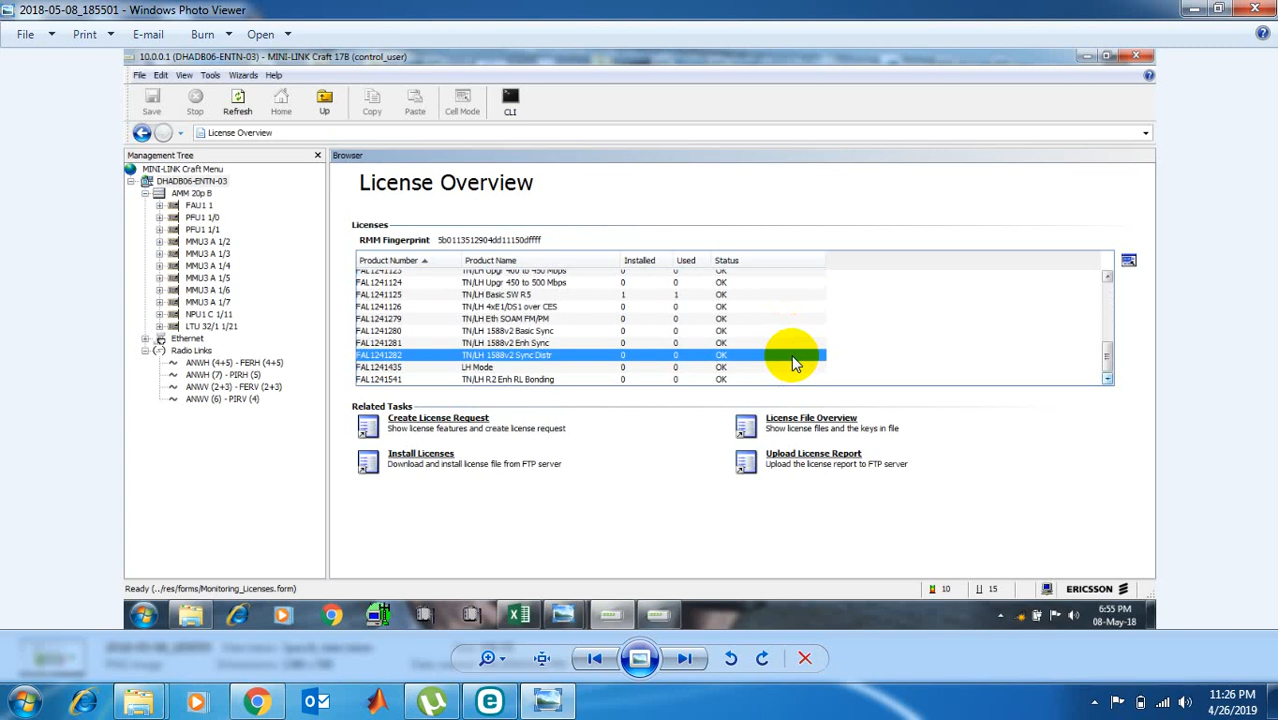 2018-05-08_185501 - Windows Photo Viewer
File Print E-mail Burn Open
10.0.0.1 (DHADB06-ENTN-03) - MINI-LINK Craft 17B (control_user)
File Edit View Tools Wizards Help
Save Stop Refresh Home Up Copy Paste Cell Mode CLI
License Overview
Management Tree
Browser
MINI-LINK Craft Menu
DHADB06-ENTN-03
AMM 20p B
FAU1 1
PFU1 1/0
PFU1 1/1
MMU3 A 1/2
MMU3 A 1/3
MMU3 A 1/4
MMU3 A 1/5
MMU3 A 1/6
MMU3 A 1/7
NPU1 C 1/11
LTU 32/1 1/21
Ethernet
Radio Links
ANWH (4+5) - FERH (4+5)
ANWH (7) - PIRH (5)
ANWV (2+3) - FERV (2+3)
ANWV (6) - PIRV (4)
License Overview
Licenses
RMM Fingerprint 5b0113512904dd11150dffff
Product Number Product Name Installed Used Status
FAL1241123 TN/LH Upgr 400 to 450 Mbps 0 0 OK
FAL1241124 TN/LH Upgr 450 to 500 Mbps 0 0 OK
FAL1241125 TN/LH Basic SW R5 1 1 OK
FAL1241126 TN/LH 4xE1/DS1 over CES 0 0 OK
FAL1241279 TN/LH Eth SOAM FM/PM 0 0 OK
FAL1241280 TN/LH 1588v2 Basic Sync 0 0 OK
FAL1241281 TN/LH 1588v2 Enh Sync 0 0 OK
FAL1241282 TN/LH 1588v2 Sync Distr 0 0 OK
FAL1241435 LH Mode 0 0 OK
FAL1241541 TN/LH R2 Enh RL Bonding 0 0 OK
Related Tasks
Create License Request
Show license features and create license request
License File Overview
Show license files and the keys in file
Install Licenses
Download and install license file from FTP server
Upload License Report
Upload the license report to FTP server
Ready (../res/forms/Monitoring_Licenses.form)
10 15 ERICSSON
6:55 PM
08-May-18
11:26 PM
4/26/2019